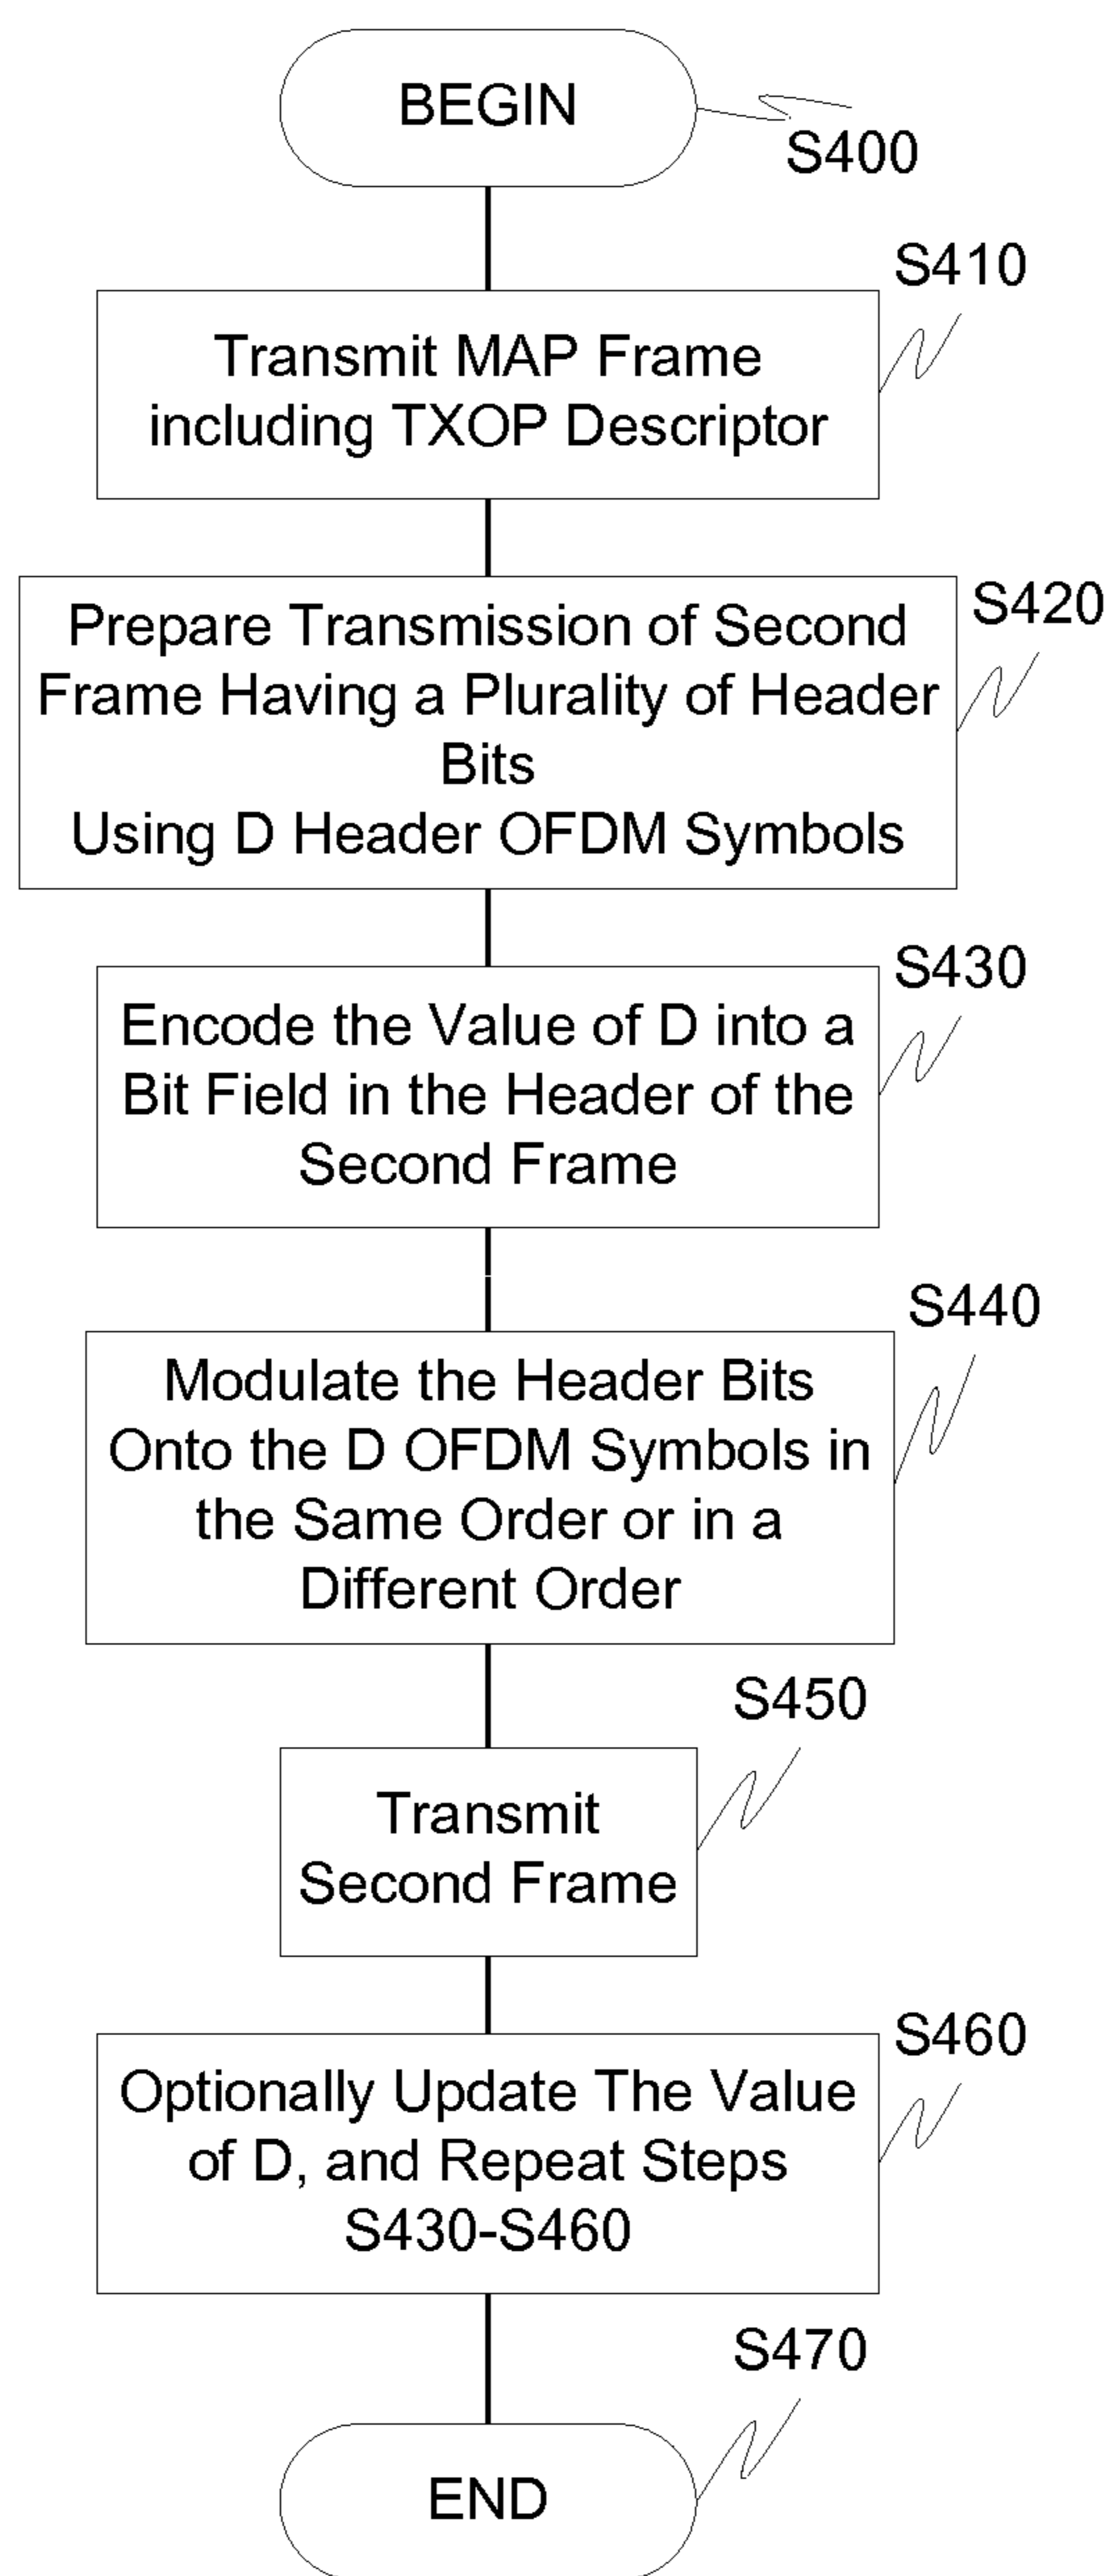 BEGIN
S400
S410
Transmit MAP Frame
including TXOP Descriptor
S420
Prepare Transmission of Second
Frame Having a Plurality of Header
Bits
Using D Header OFDM Symbols
S430
Encode the Value of D into a
Bit Field in the Header of the
Second Frame
S440
Modulate the Header Bits
Onto the D OFDM Symbols in
the Same Order or in a
Different Order
S450
Transmit
Second Frame
S460
Optionally Update The Value
of D, and Repeat Steps
S430-S460
S470
END